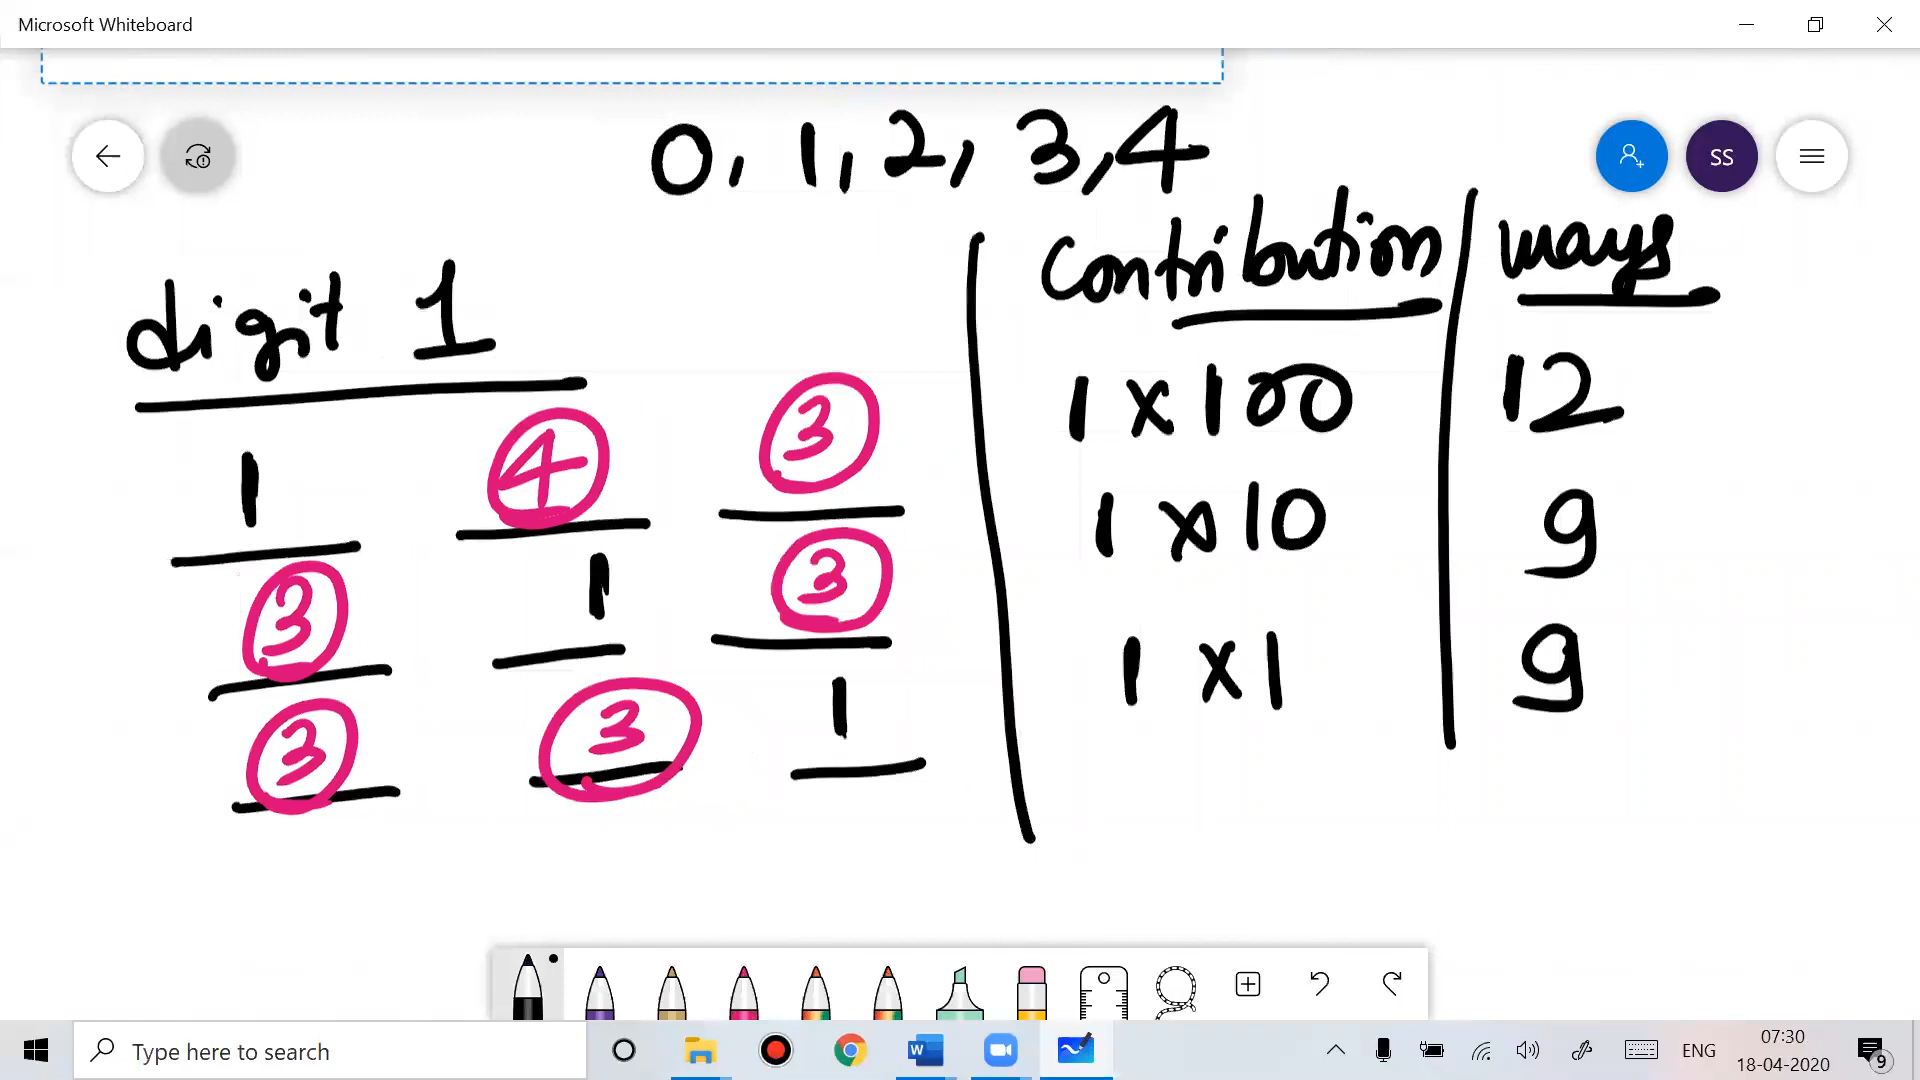 Microsoft Whiteboard
0, 1, 2, 3, 4
SS
digit 1 contribution ways
1 4 3 1 x 100 12
3 1 3 1 x 10 9
3 3 1 1 x 1 9
Type here to search
ENG
07:30
18-04-2020
9